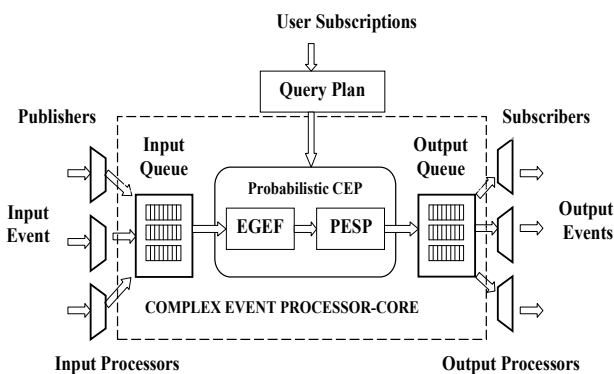 User Subscriptions
Query Plan
Publishers
Subscribers
Input
Queue
Output
Queue
Probabilistic CEP
EGEF
PESP
Input
Event
Output
Events
COMPLEX EVENT PROCESSOR-CORE
Input Processors
Output Processors